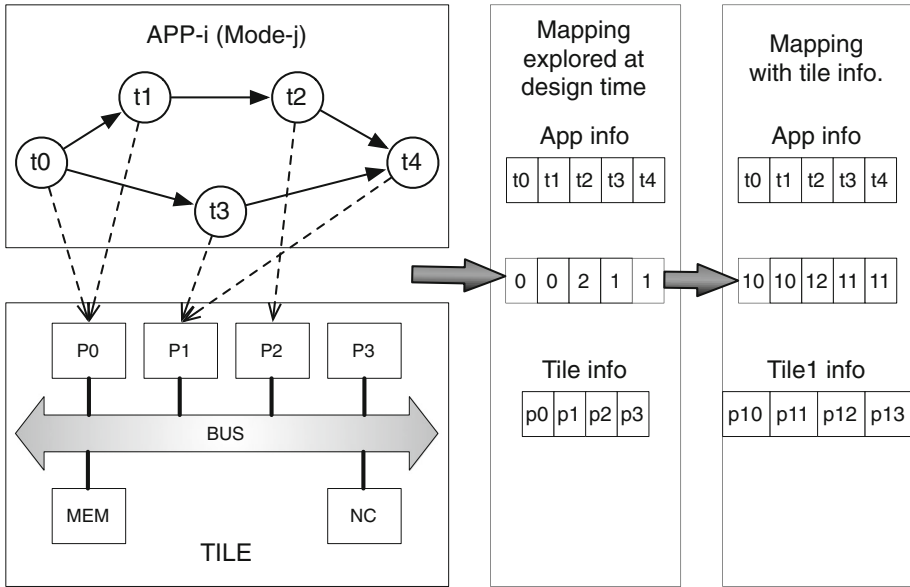 APP-i (Mode-j)
t1
t2
t0
t4
t3
P0
P1
P2
P3
BUS
MEM
NC
TILE
Mapping
explored at
design time
App info
t0 t1 t2 t3 t4
0 0 2 1 1
Tile info
p0 p1 p2 p3
Mapping
with tile info.
App info
t0 t1 t2 t3 t4
10 10 12 11 11
Tile1 info
p10 p11 p12 p13